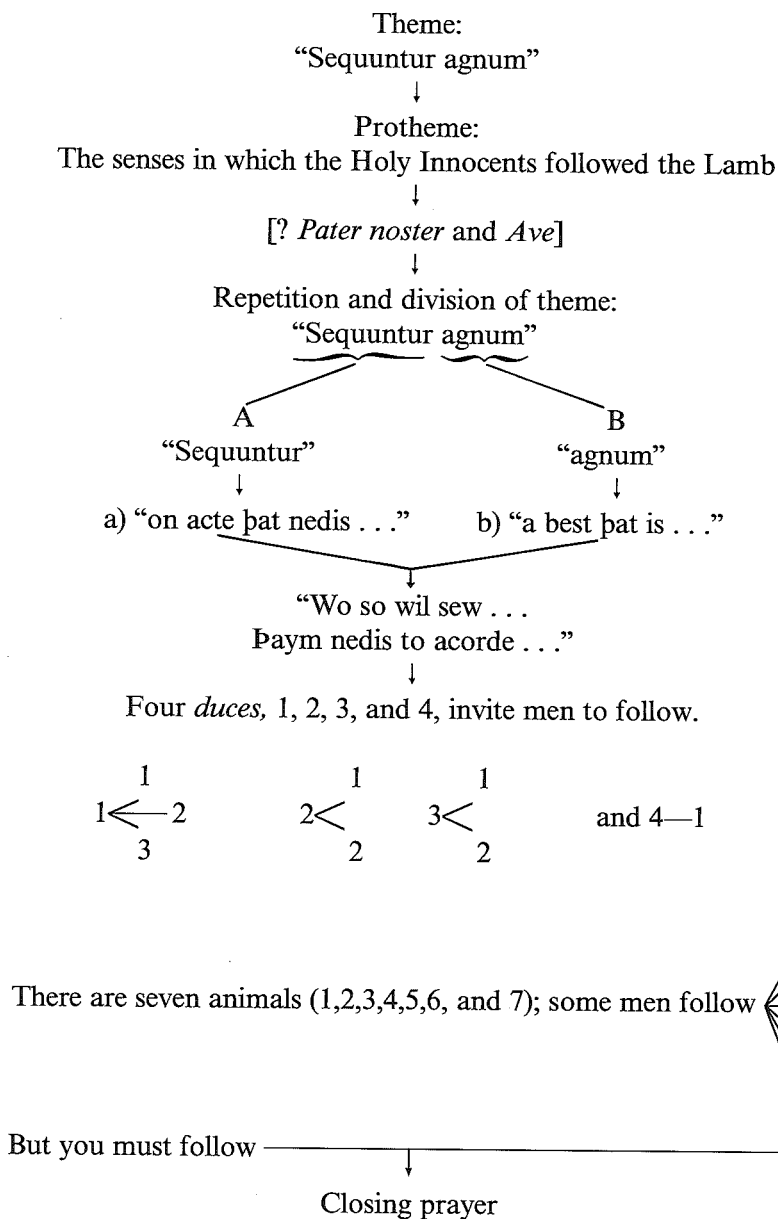 Theme:
“Sequuntur agnum”
Protheme:
The senses in which the Holy Innocents followed the Lamb
[? Pater noster and Ave]
Repetition and division of theme:
“Sequuntur agnum”
A B
“Sequuntur” “agnum”
a) “on acte þat nedis . . .” b) “a best þat is . . .”
“Wo so wil sew . . .
Þaym nedis to acorde . . .”
Four duces, 1, 2, 3, and 4, invite men to follow.
1 1 1
1 2 2 3 and 4—1
3 2 2
There are seven animals (1,2,3,4,5,6, and 7); some men follow
But you must follow
Closing prayer